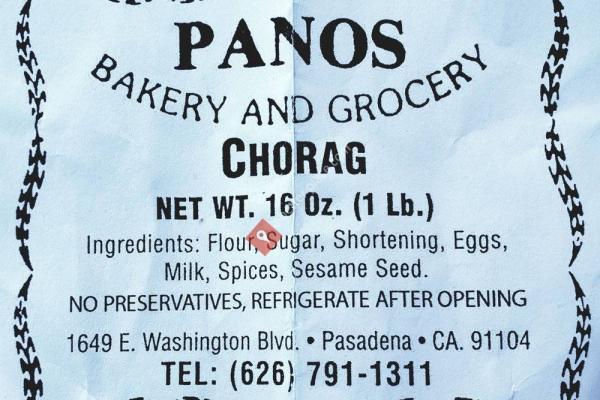 PANOS
BAKERY AND GROCERY
CHORAG
NET WT. 16 Oz. (1 Lb.)
Ingredients: Flour, Sugar, Shortening, Eggs,
Milk, Spices, Sesame Seed.
NO PRESERVATIVES, REFRIGERATE AFTER OPENING
1649 E. Washington Blvd. • Pasadena • CA. 91104
TEL: (626) 791-1311